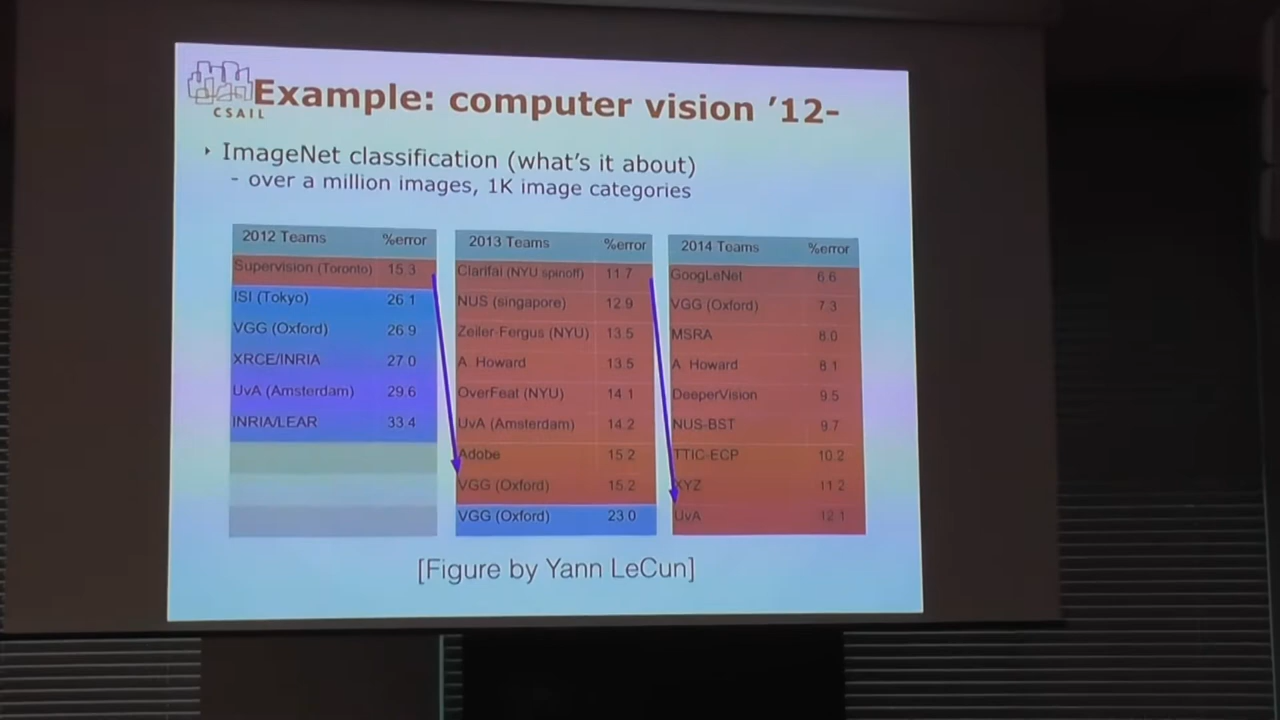 Example: computer vision '12-
CSAIL
‣ ImageNet classification (what's it about)
- over a million images, 1K image categories
2012 Teams %error
Supervision (Toronto) 15.3
ISI (Tokyo) 26.1
VGG (Oxford) 26.9
XRCE/INRIA 27.0
UvA (Amsterdam) 29.6
INRIA/LEAR 33.4
2013 Teams %error
Clarifai (NYU spinoff) 11.7
NUS (singapore) 12.9
Zeiler-Fergus (NYU) 13.5
A. Howard 13.5
OverFeat (NYU) 14.1
UvA (Amsterdam) 14.2
Adobe 15.2
VGG (Oxford) 15.2
VGG (Oxford) 23.0
2014 Teams %error
GoogLeNet 6.6
VGG (Oxford) 7.3
MSRA 8.0
A. Howard 8.1
DeeperVision 9.5
NUS-BST 9.7
TTIC-ECP 10.2
XYZ 11.2
UvA 12.1
[Figure by Yann LeCun]